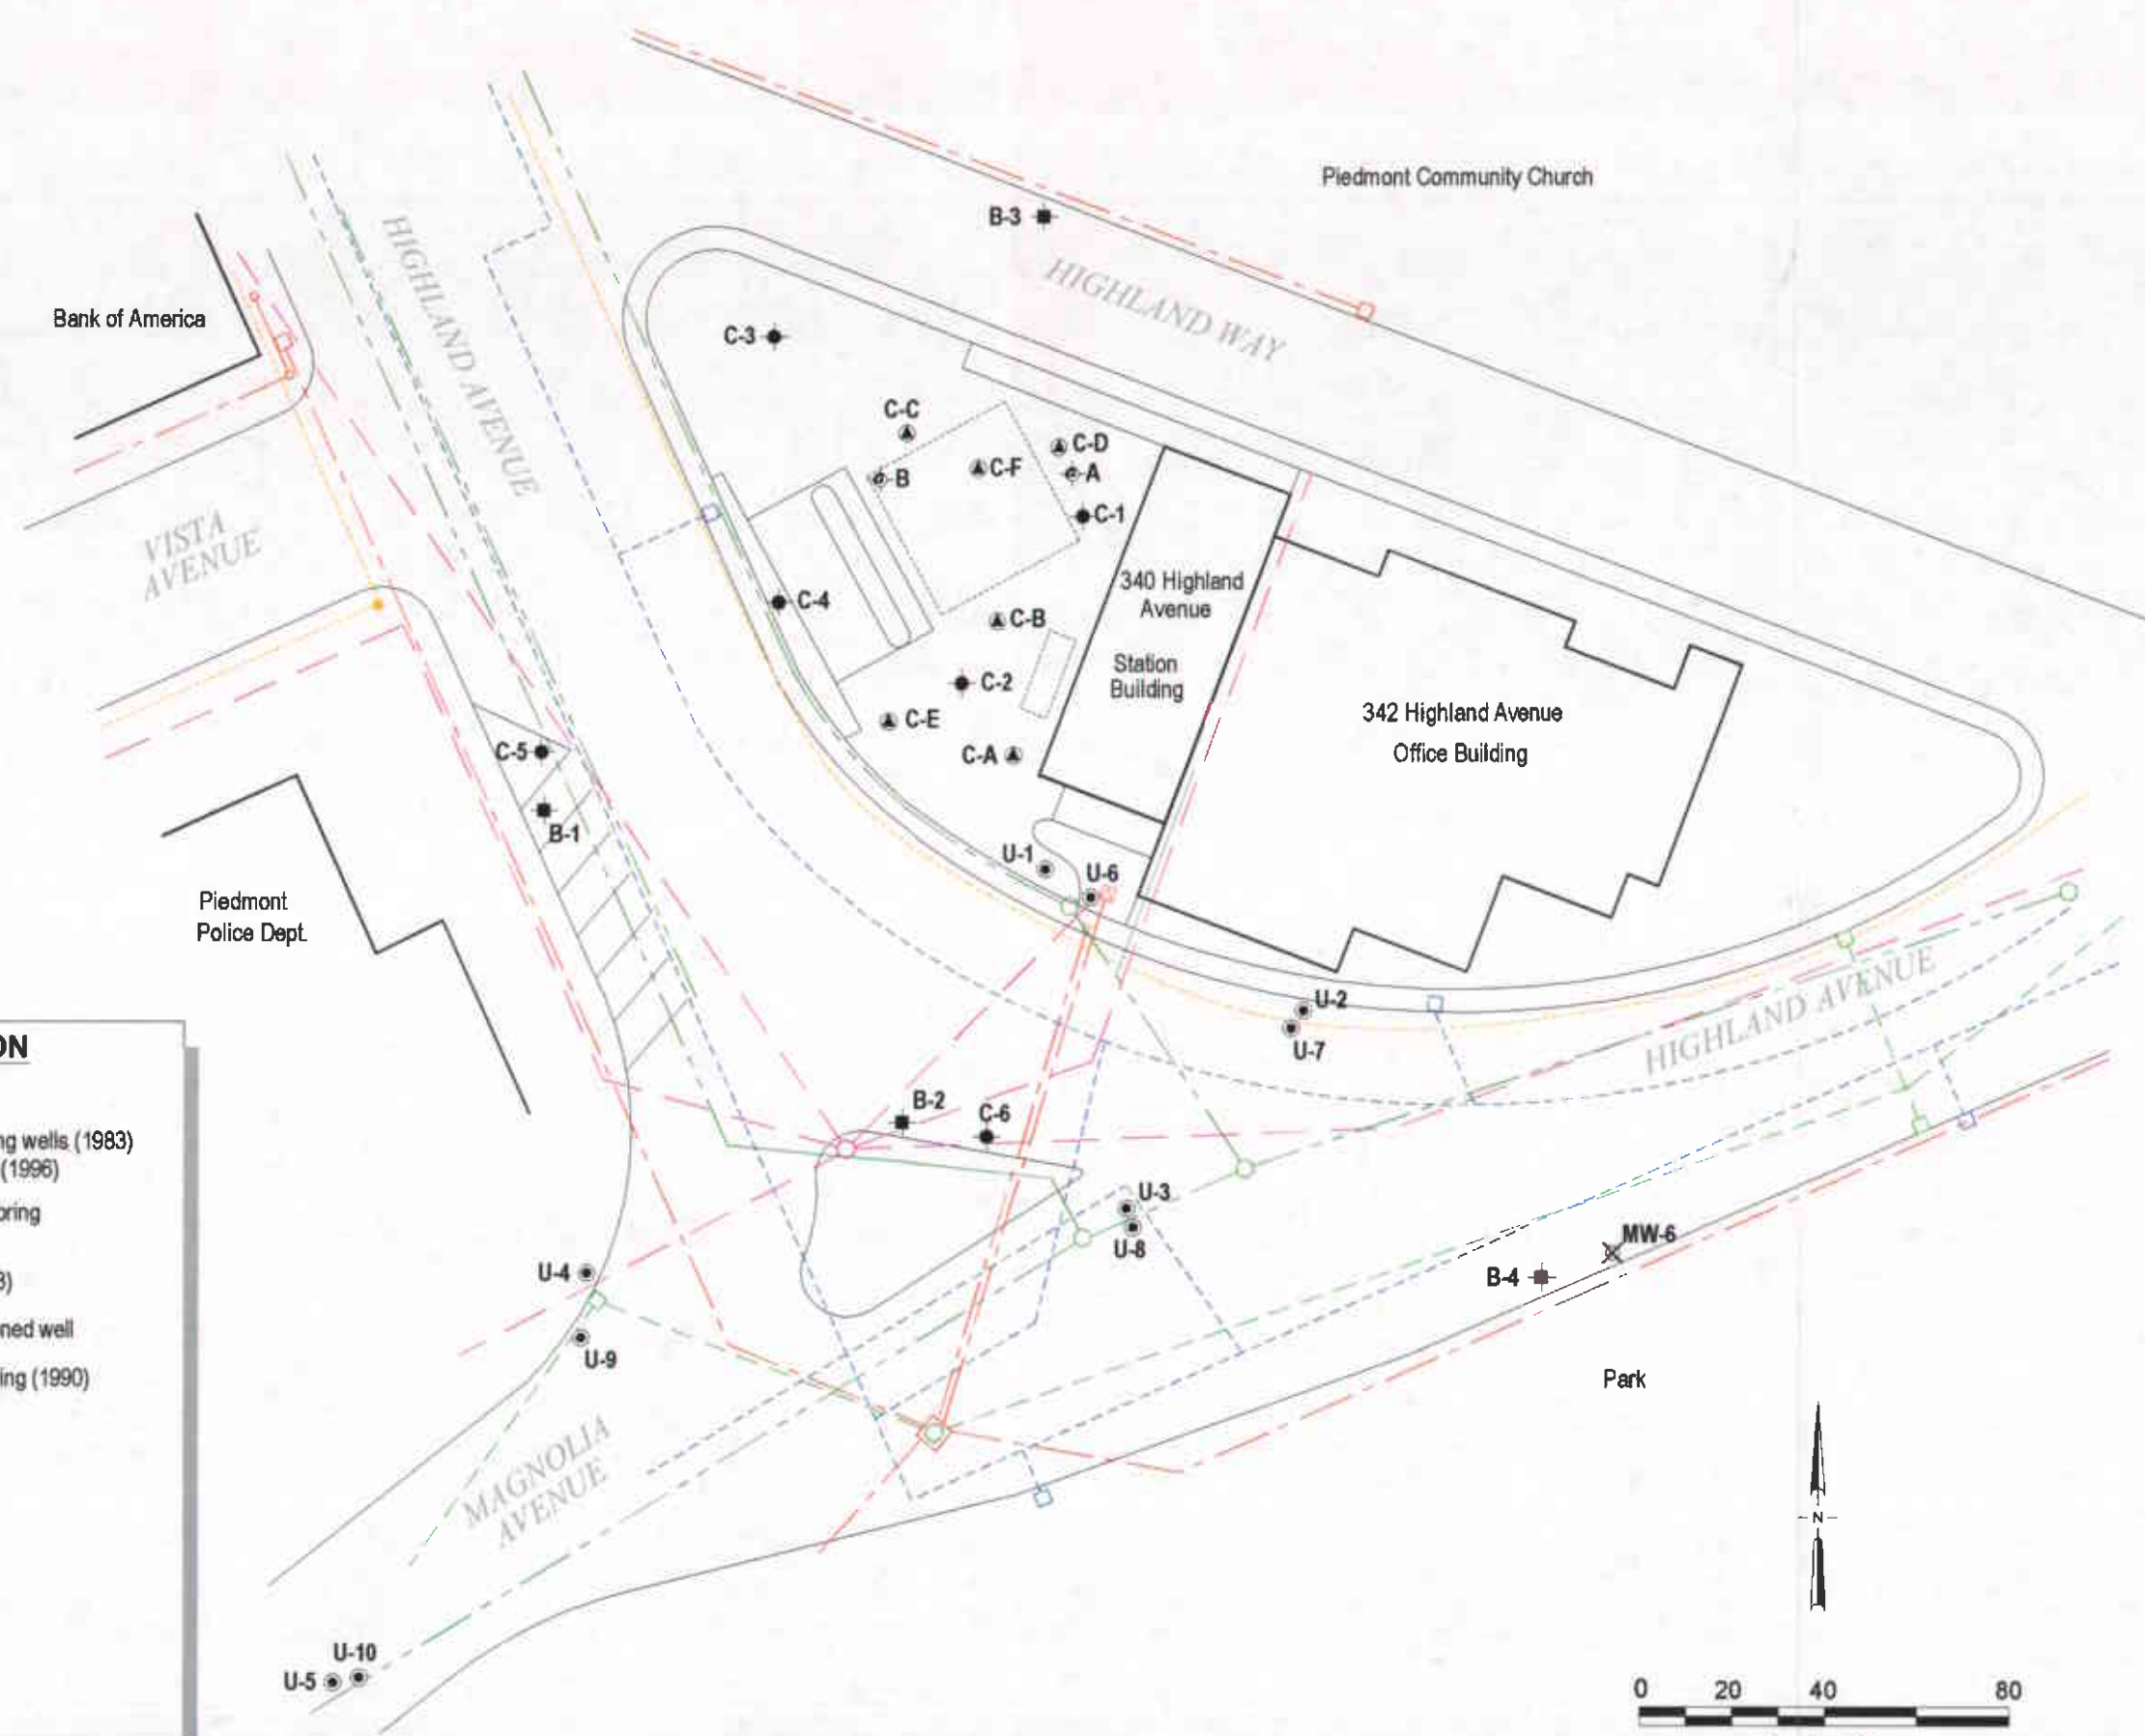 Piedmont Community Church
B-3
HIGHLAND WAY
HIGHLAND AVENUE
Bank of America
C-3
C-C
C-D
C-F
A
B
C-1
VISTA
AVENUE
340 Highland
Avenue
C-4
C-B
Station
Building
C-2
342 Highland Avenue
Office Building
C-E
C-5
C-A
B-1
U-1
U-6
Piedmont
Police Dept.
U-2
HIGHLAND AVENUE
U-7
B-2
C-6
ON
ng wells (1983)
(1996)
U-3
oring
MW-6
U-8
U-4
B-4
3)
ned well
U-9
ing (1990)
Park
MAGNOLIA
AVENUE
N
U-10
U-5
0 20 40 80